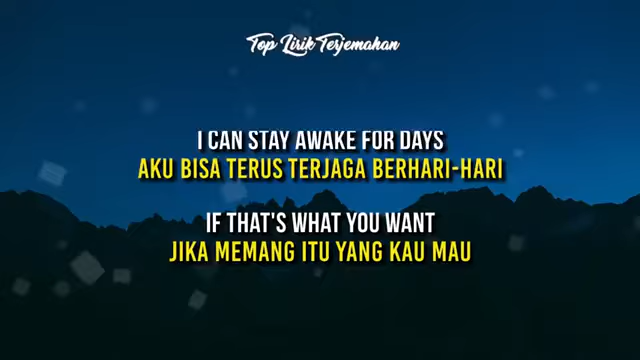 Top Lirik Terjemahan
I CAN STAY AWAKE FOR DAYS
AKU BISA TERUS TERJAGA BERHARI-HARI
IF THAT'S WHAT YOU WANT
JIKA MEMANG ITU YANG KAU MAU